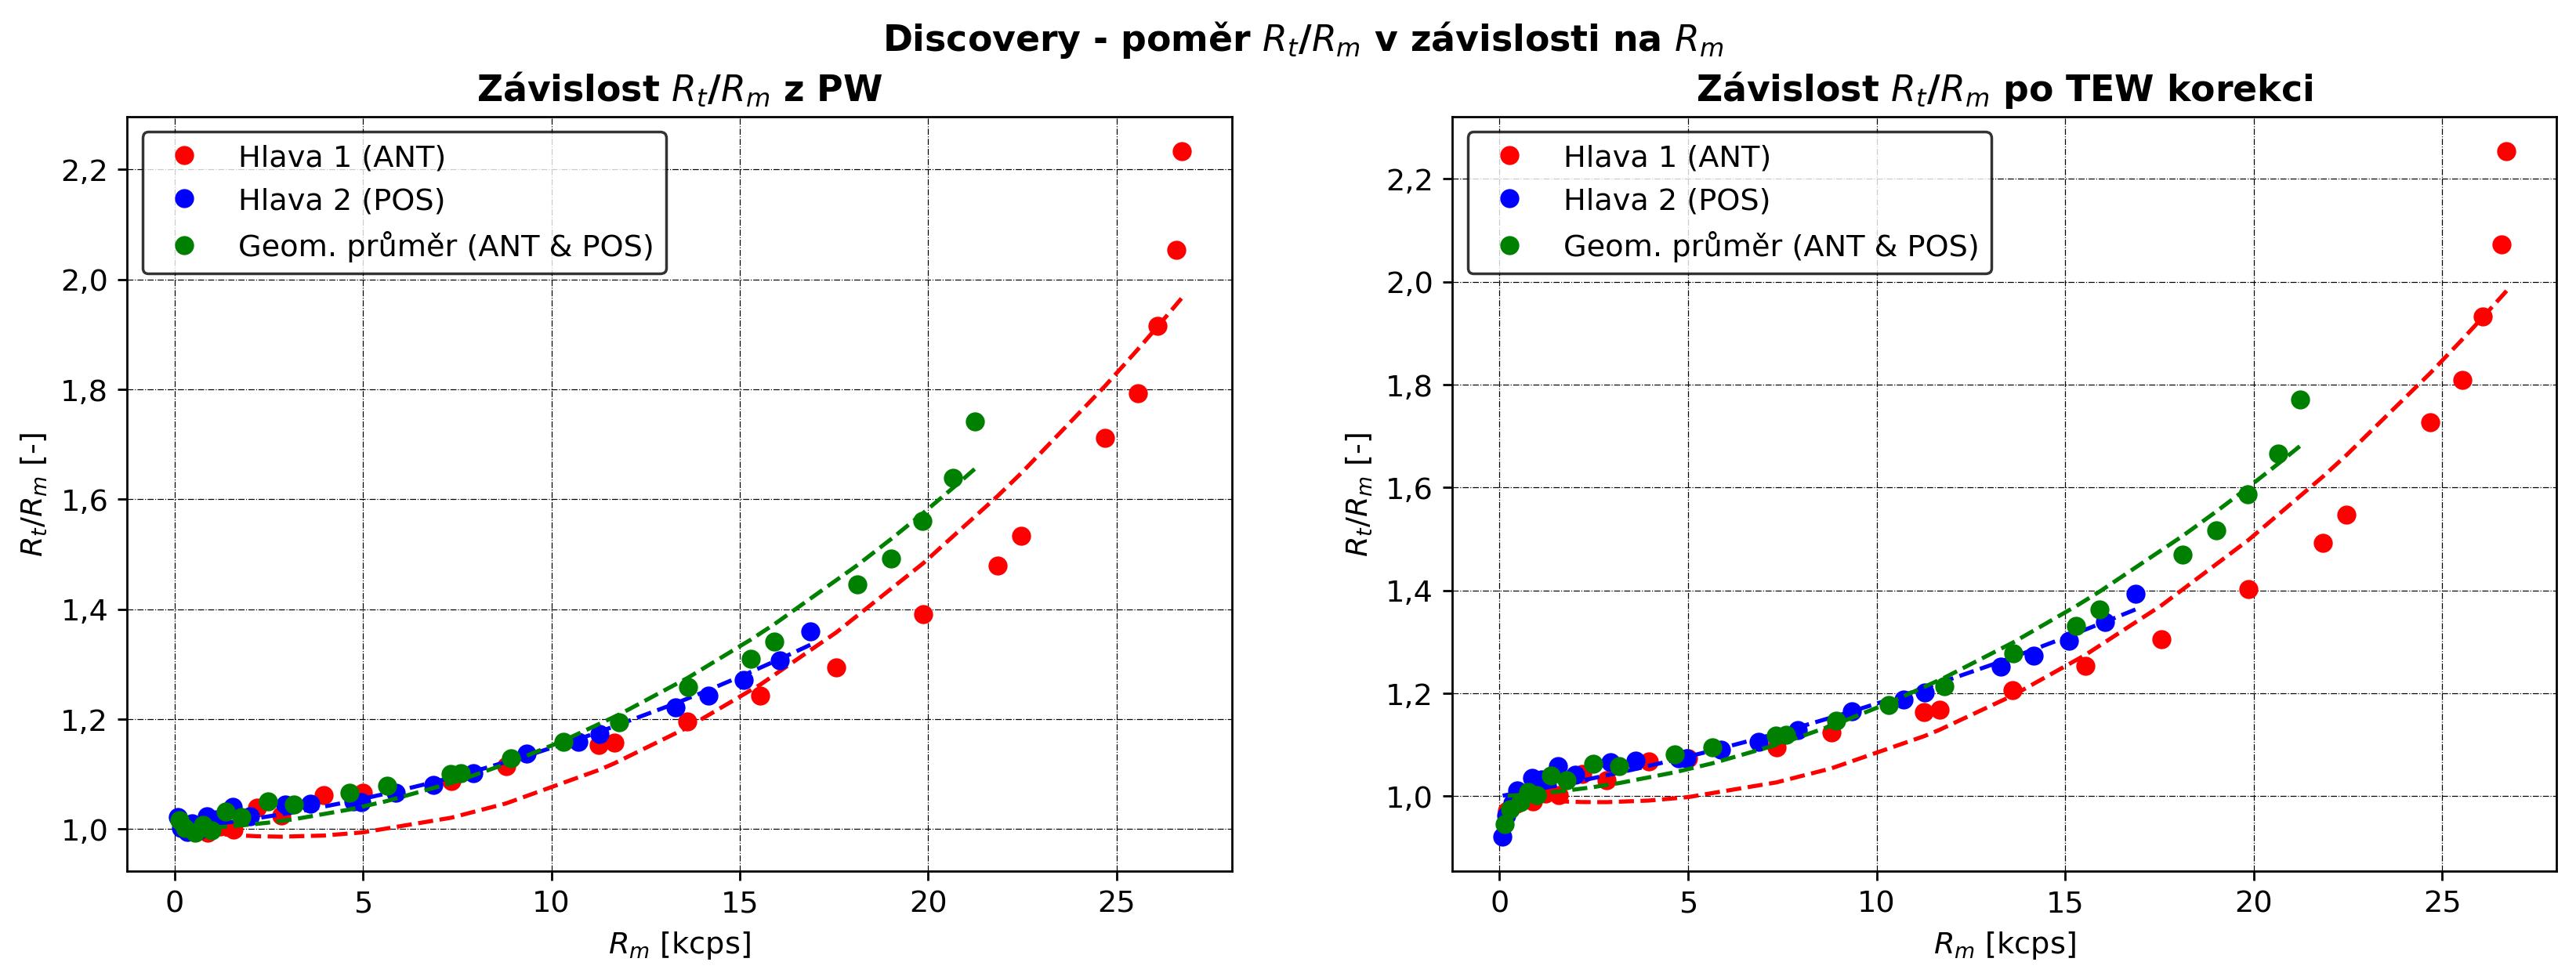 Discovery - poměr Rt/Rm v závislosti na Rm
Závislost Rt/Rm z PW
Hlava 1 (ANT)
Hlava 2 (POS)
Geom. průměr (ANT & POS)
2,2
2,0
1,8
1,6
1,4
1,2
1,0
Rt/Rm [-]
0 5 10 15 20 25
Rm [kcps]
Závislost Rt/Rm po TEW korekci
Hlava 1 (ANT)
Hlava 2 (POS)
Geom. průměr (ANT & POS)
2,2
2,0
1,8
1,6
1,4
1,2
1,0
Rt/Rm [-]
0 5 10 15 20 25
Rm [kcps]